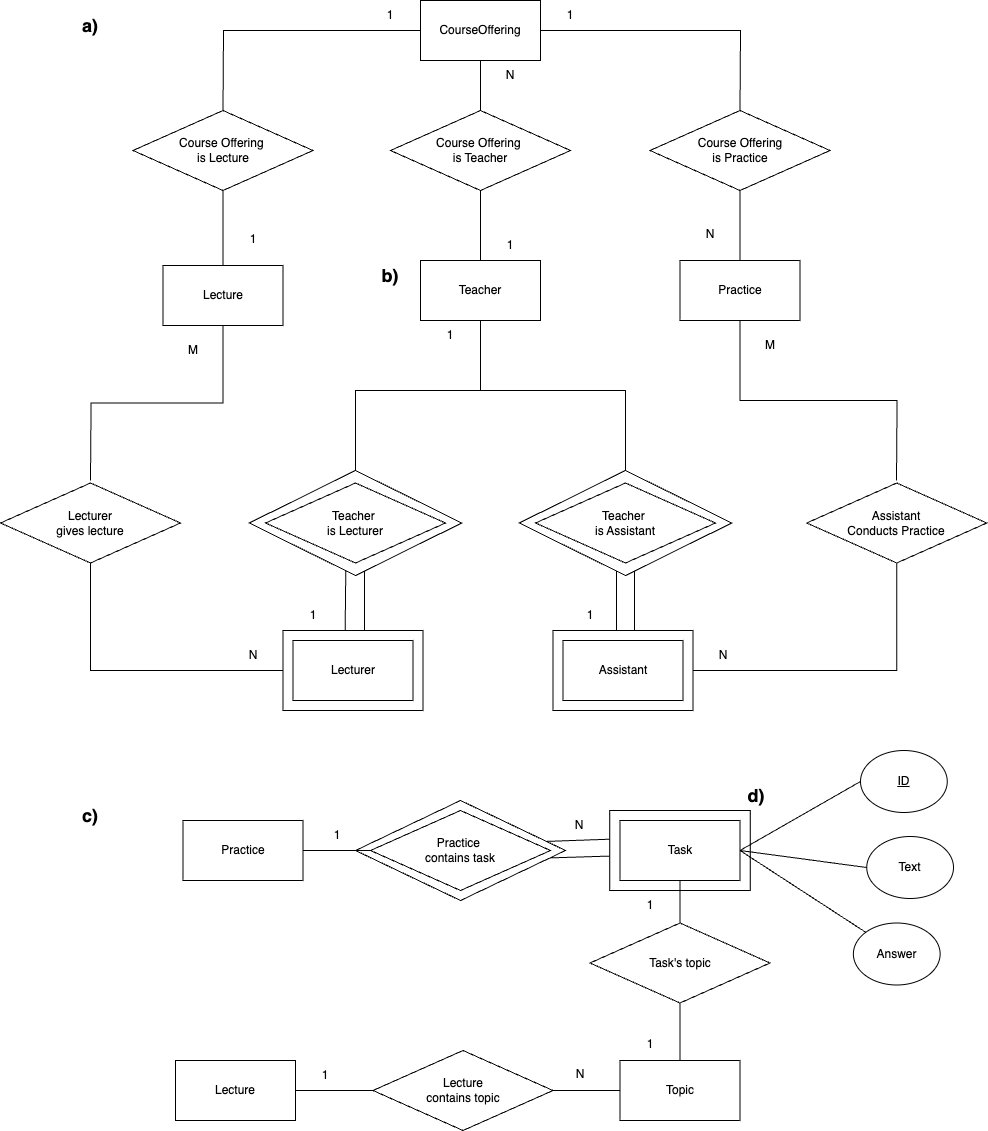 1
CourseOffering
1
a)
N
Course Offering
is Lecture
Course Offering
is Teacher
Course Offering
is Practice
1
1
N
b)
Lecture
Teacher
Practice
M
1
M
Lecturer
gives lecture
Teacher
is Leturer
Teacher
is Assistant
Assistant
Conducts Practice
1
1
N
Lecturer
Assistant
N
c)
d)
ID
Practice
1
Practice
contains task
N
Task
Text
1
Answer
Task's topic
1
Lecture
1
Lecture
contains topic
N
Topic